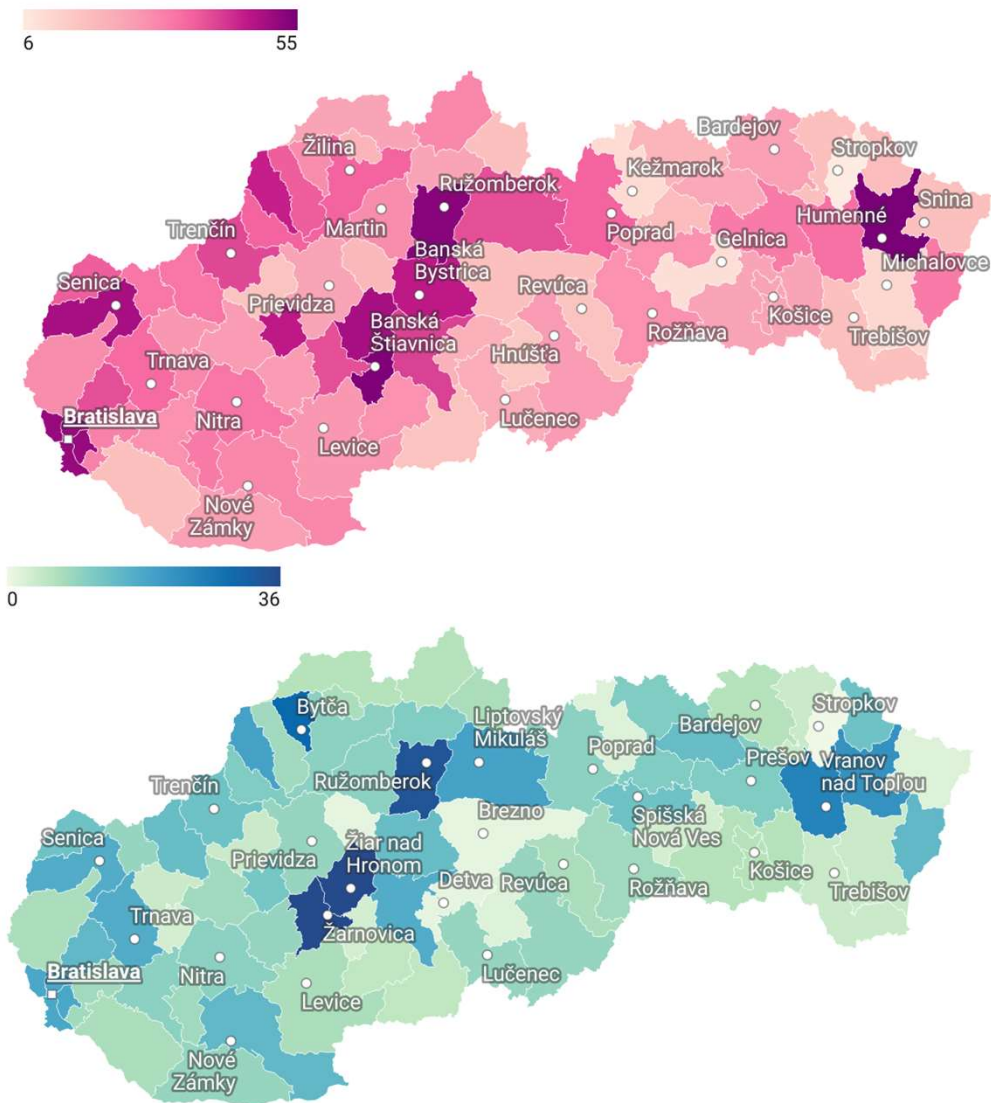 6 55
Bardejov
Žilina
Stropkov
Kežmarok
Ružomberok
Snina
Humenné
Martin
Trenčín
Poprad
Gelnica
Banská
Bystrica
Michalovce
Senica
Revúca
Prievidza
Banská
Štiavnica
Rožňava
Košice
Trebišov
Hnúšťa
Trnava
Bratislava
Nitra
Lučenec
Levice
Nové
Zámky
0 36
Bytča
Liptovský
Mikuláš
Stropkov
Bardejov
Poprad
Prešov
Vranov
nad Topľou
Ružomberok
Trenčín
Brezno
Spišská
Nová Ves
Senica
Žiar nad
Hronom
Prievidza
Detva
Revúca
Košice
Rožňava
Trebišov
Trnava
Žarnovica
Bratislava
Nitra
Lučenec
Levice
Nové
Zámky